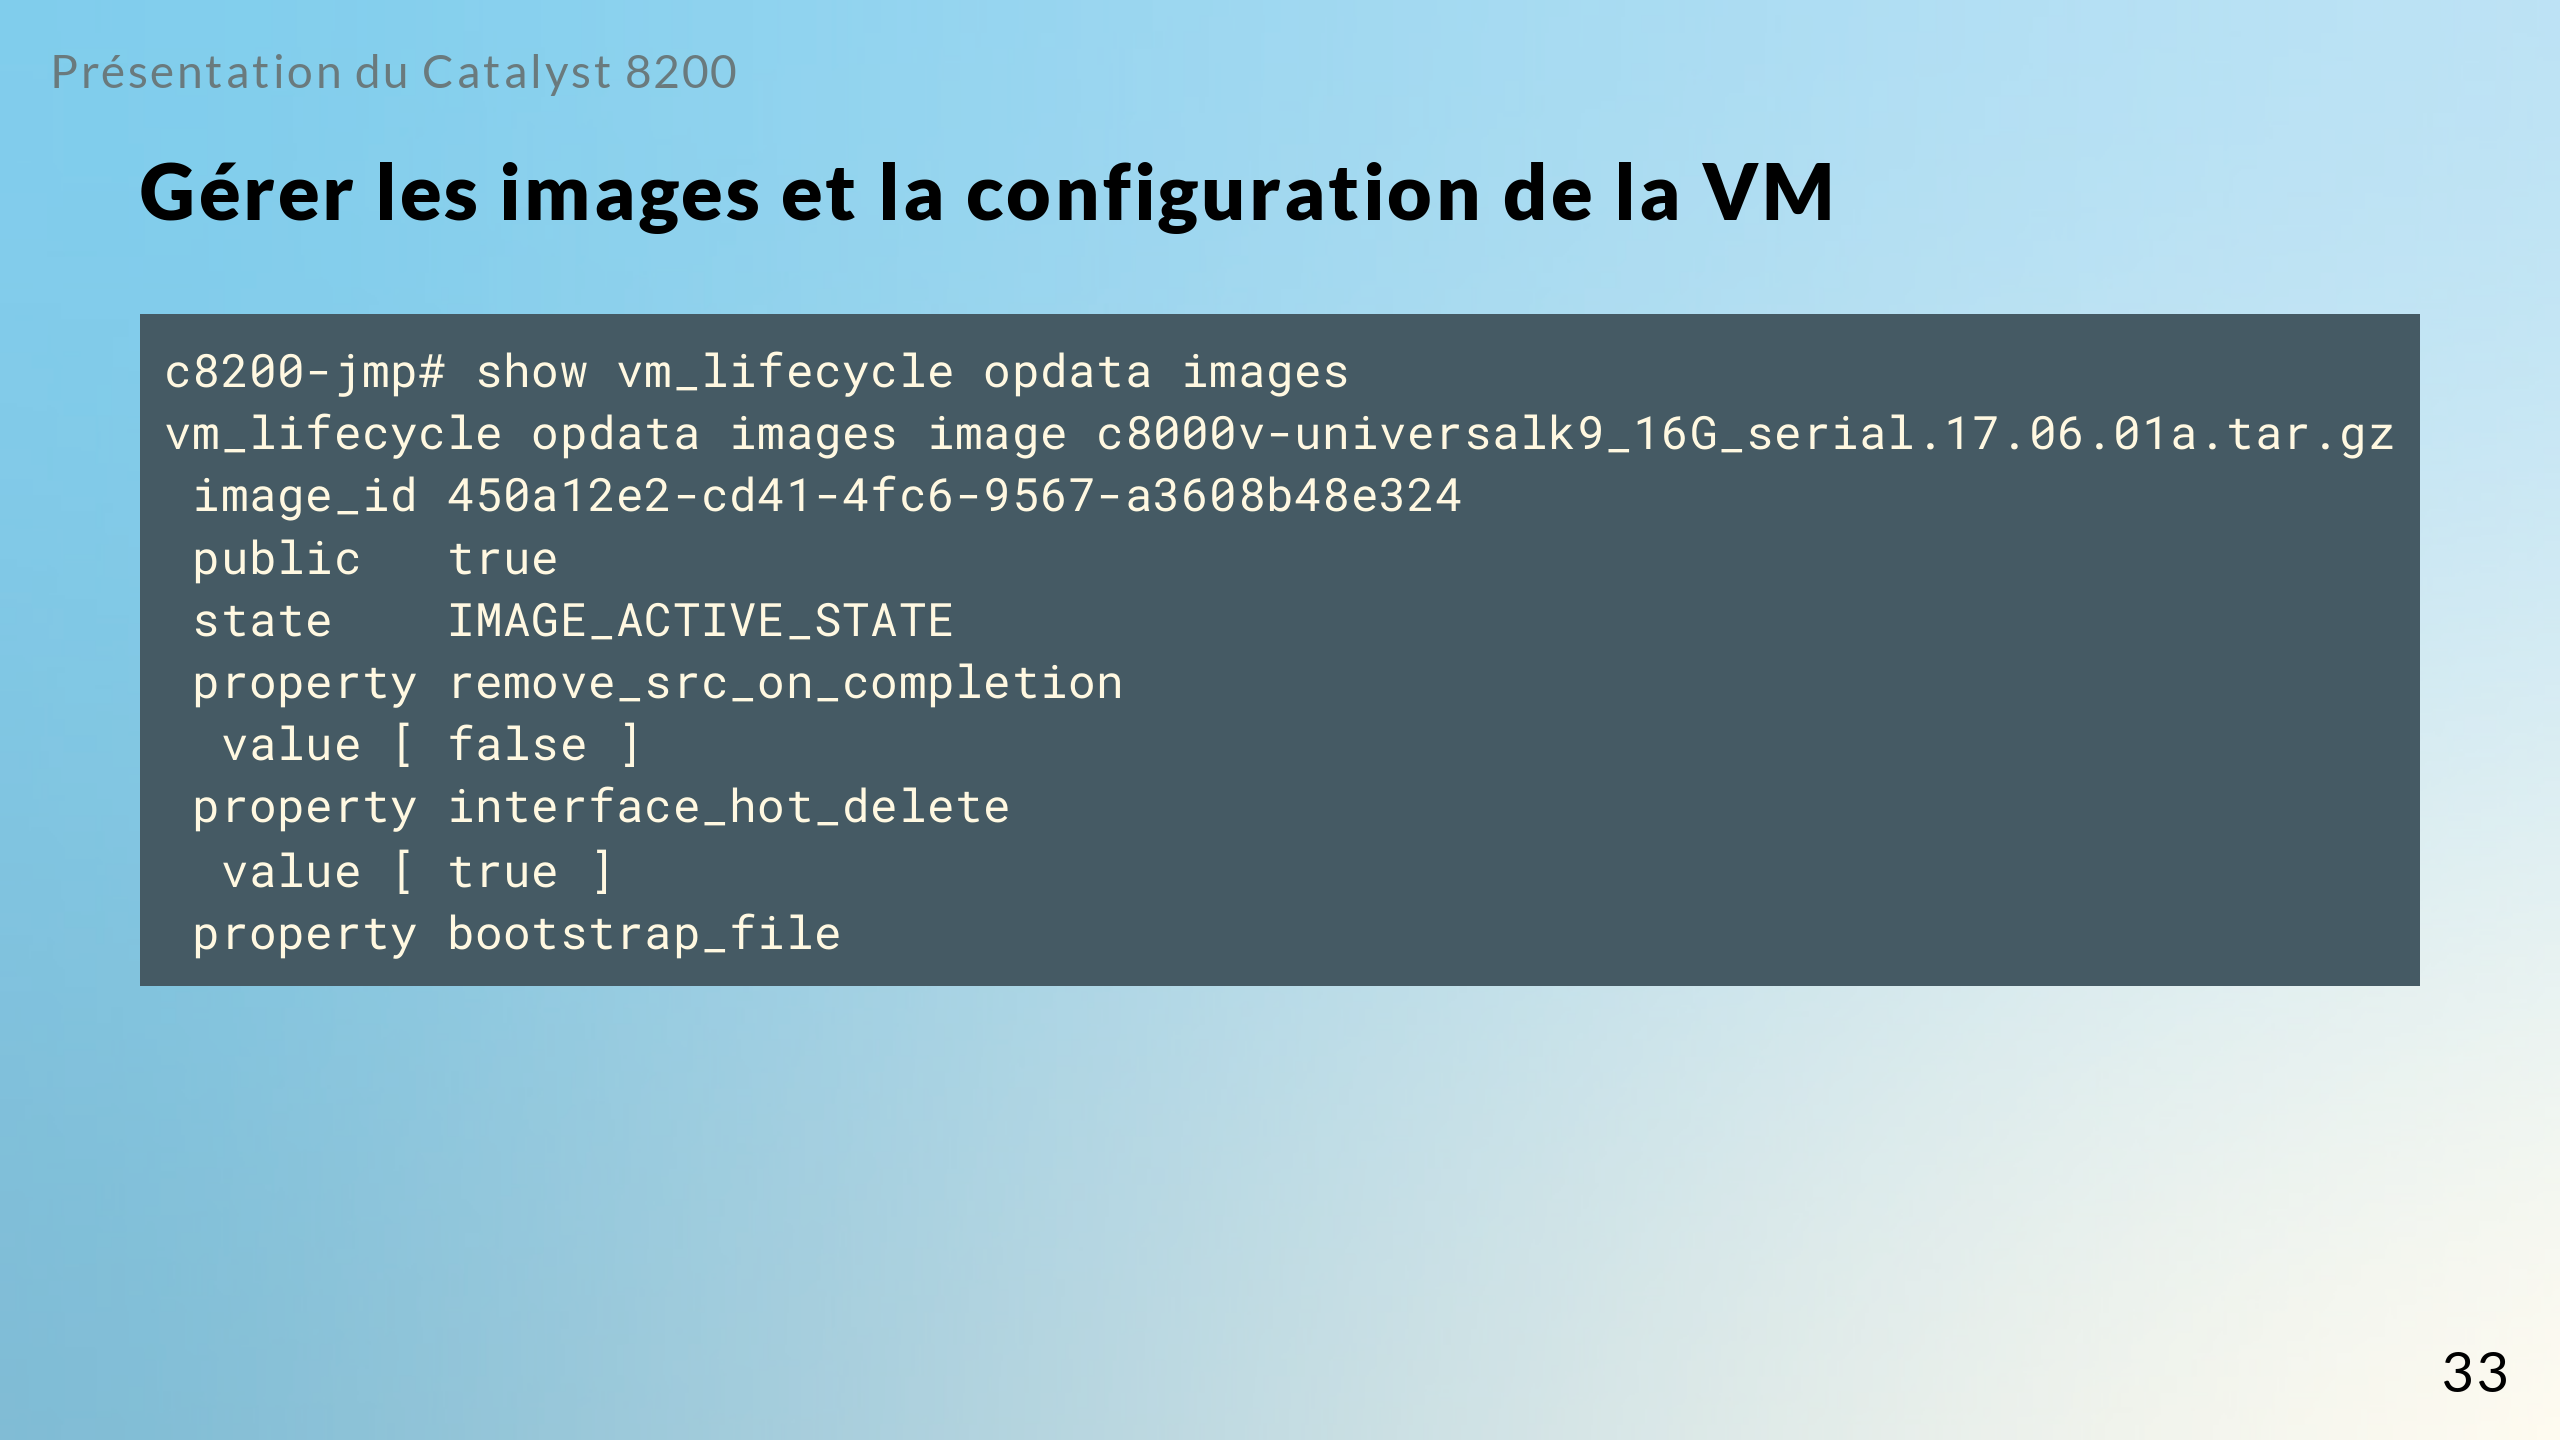 Présentation du Catalyst 8200
Gérer les images et la configuration de la VM
c8200-jmp# show vm_lifecycle opdata images
vm_lifecycle opdata images image c8000v-universalk9_16G_serial.17.06.01a.tar.gz
 image_id 450a12e2-cd41-4fc6-9567-a3608b48e324
 public   true
 state    IMAGE_ACTIVE_STATE
 property remove_src_on_completion
  value [ false ]
 property interface_hot_delete
  value [ true ]
 property bootstrap_file
33